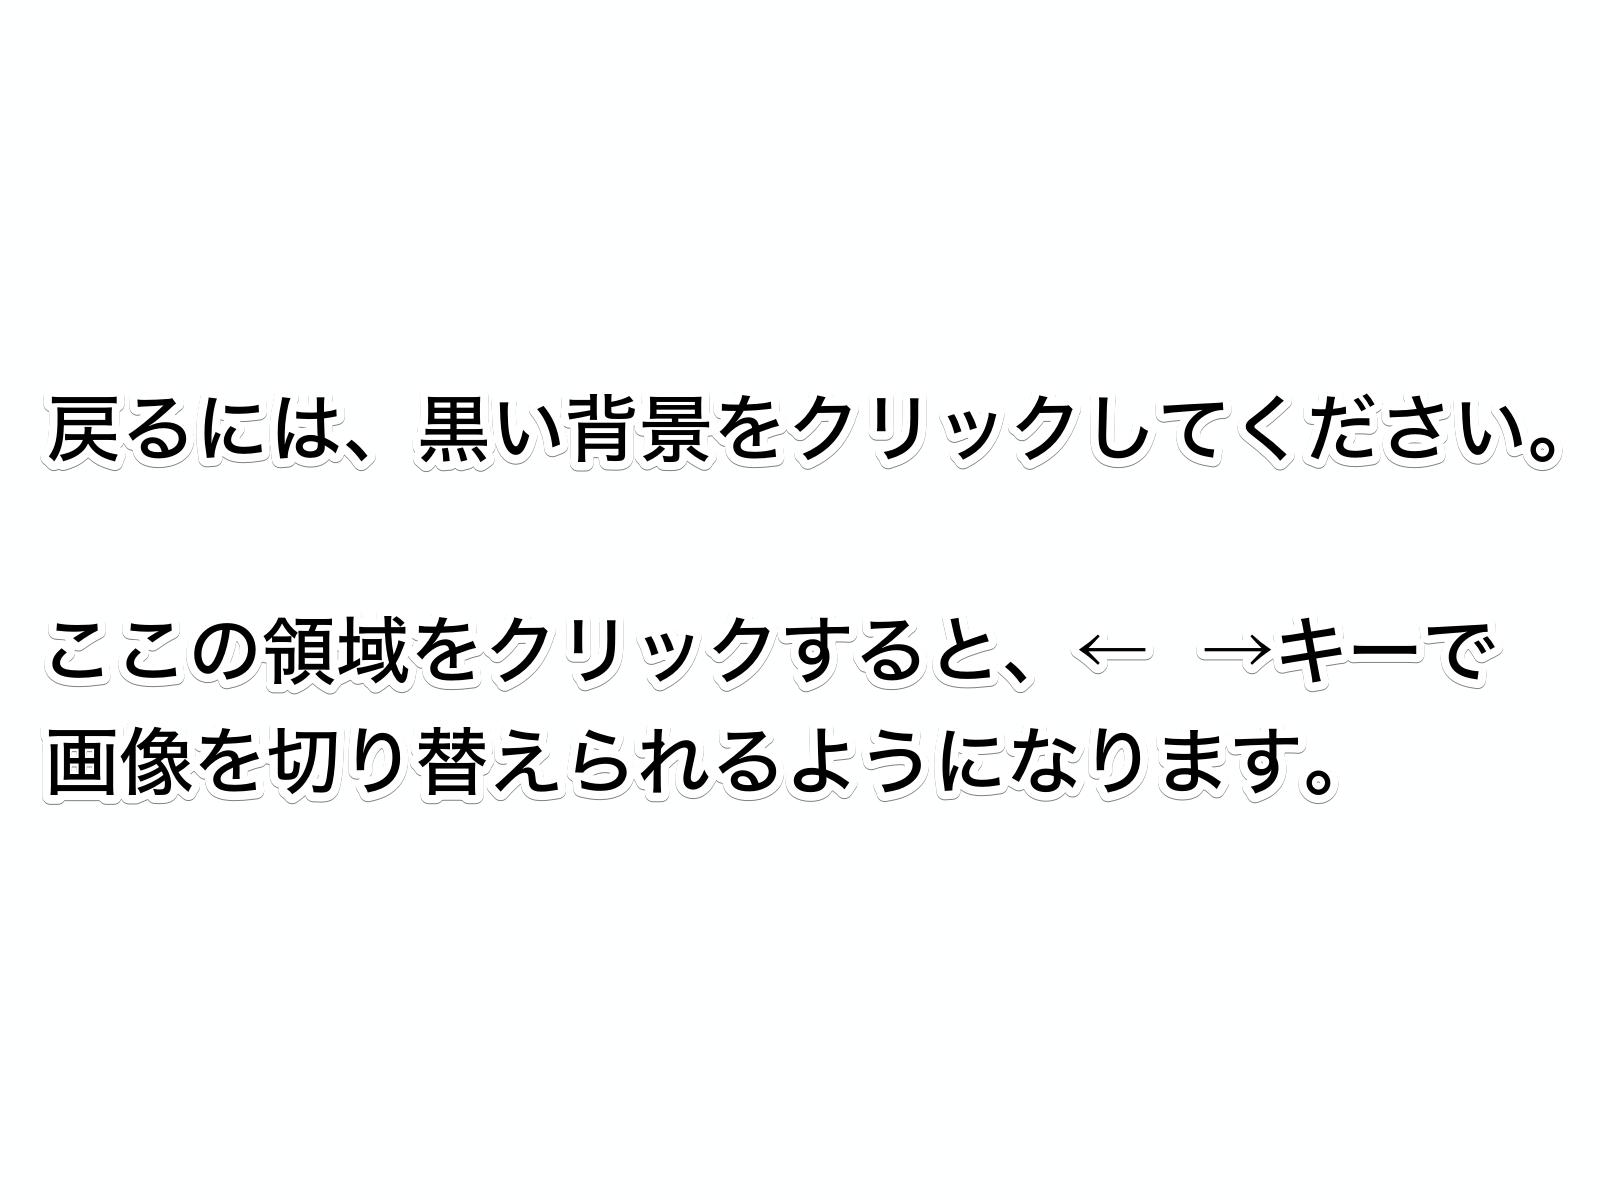 戻るには、黒い背景をクリックしてください。
ここの領域をクリックすると、← →キーで
画像を切り替えられるようになります。